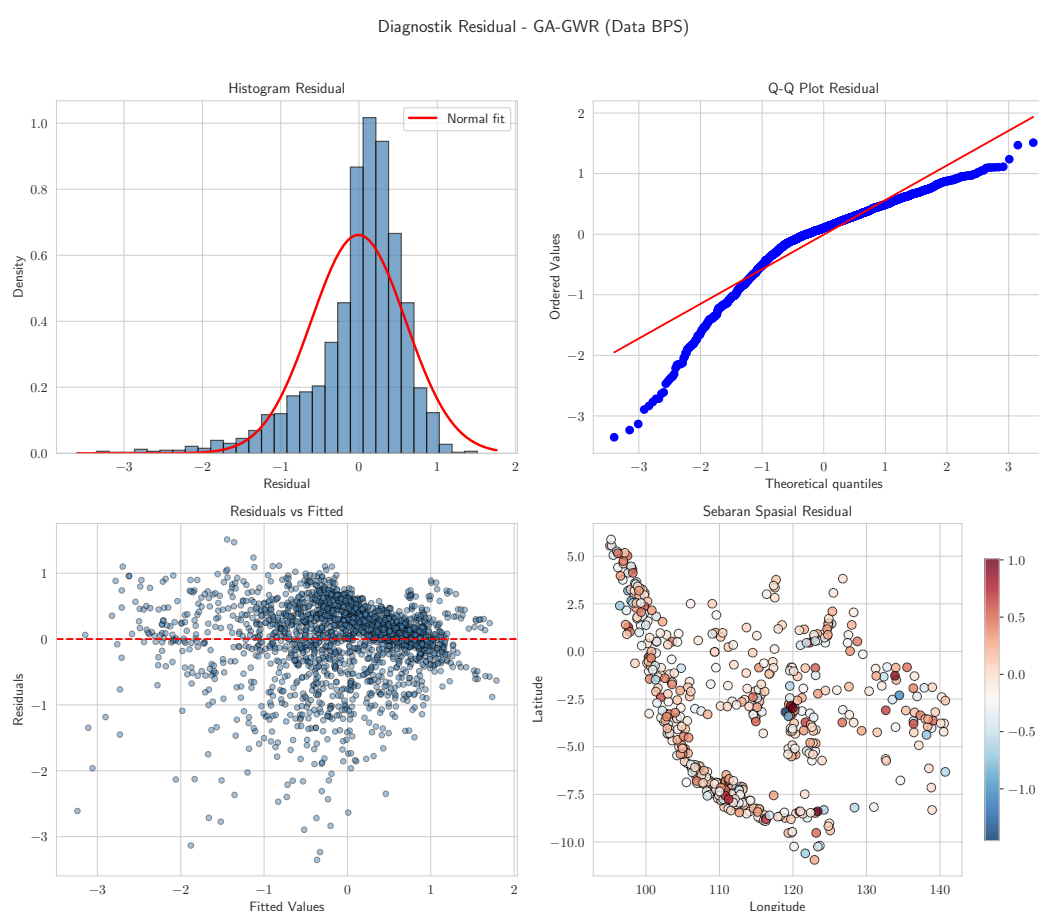 Diagnostik Residual - GA-GWR (Data BPS)
Histogram Residual
Normal fit
Density
1.0
0.8
0.6
0.4
0.2
0.0
−3 −2 −1 0 1 2
Residual
Q-Q Plot Residual
Ordered Values
2
1
0
−1
−2
−3
−3 −2 −1 0 1 2 3
Theoretical quantiles
Residuals vs Fitted
Residuals
1
0
−1
−2
−3
−3 −2 −1 0 1 2
Fitted Values
Sebaran Spasial Residual
Latitude
5.0
2.5
0.0
−2.5
−5.0
−7.5
−10.0
100 110 120 130 140
Longitude
1.0
0.5
0.0
−0.5
−1.0